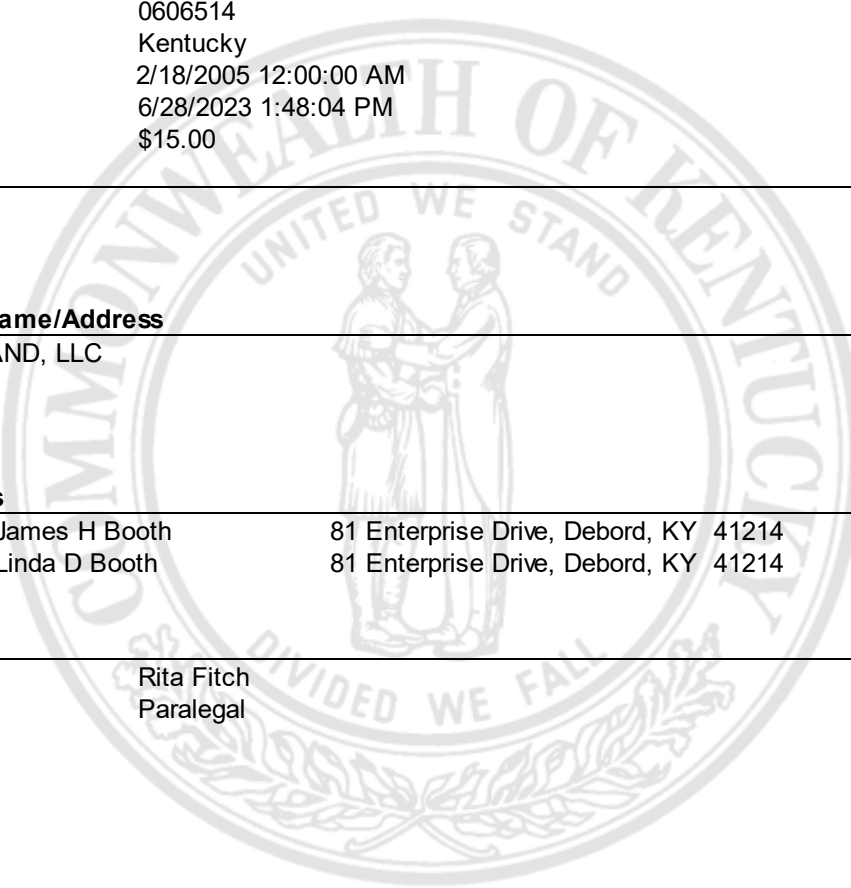 0606514
Kentucky
2/18/2005 12:00:00 AM
6/28/2023 1:48:04 PM
$15.00
ame/Address
AND, LLC
s
James H Booth 81 Enterprise Drive, Debord, KY 41214
Linda D Booth 81 Enterprise Drive, Debord, KY 41214
Rita Fitch
Paralegal
COMMONWEALTH OF KENTUCKY
UNITED WE STAND
DIVIDED WE FALL